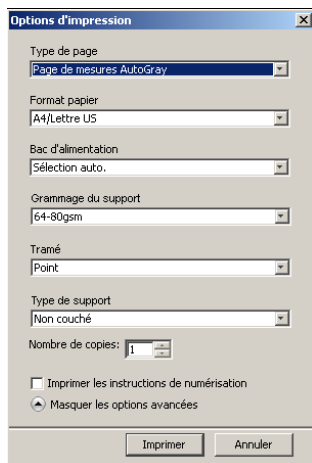 Options d'impression
Type de page
Page de mesures AutoGray
Format papier
A4/Lettre US
Bac d'alimentation
Sélection auto.
Grammage du support
64-80gsm
Tramé
Point
Type de support
Non couché
Nombre de copies: 1
Imprimer les instructions de numérisation
Masquer les options avancées
Imprimer Annuler